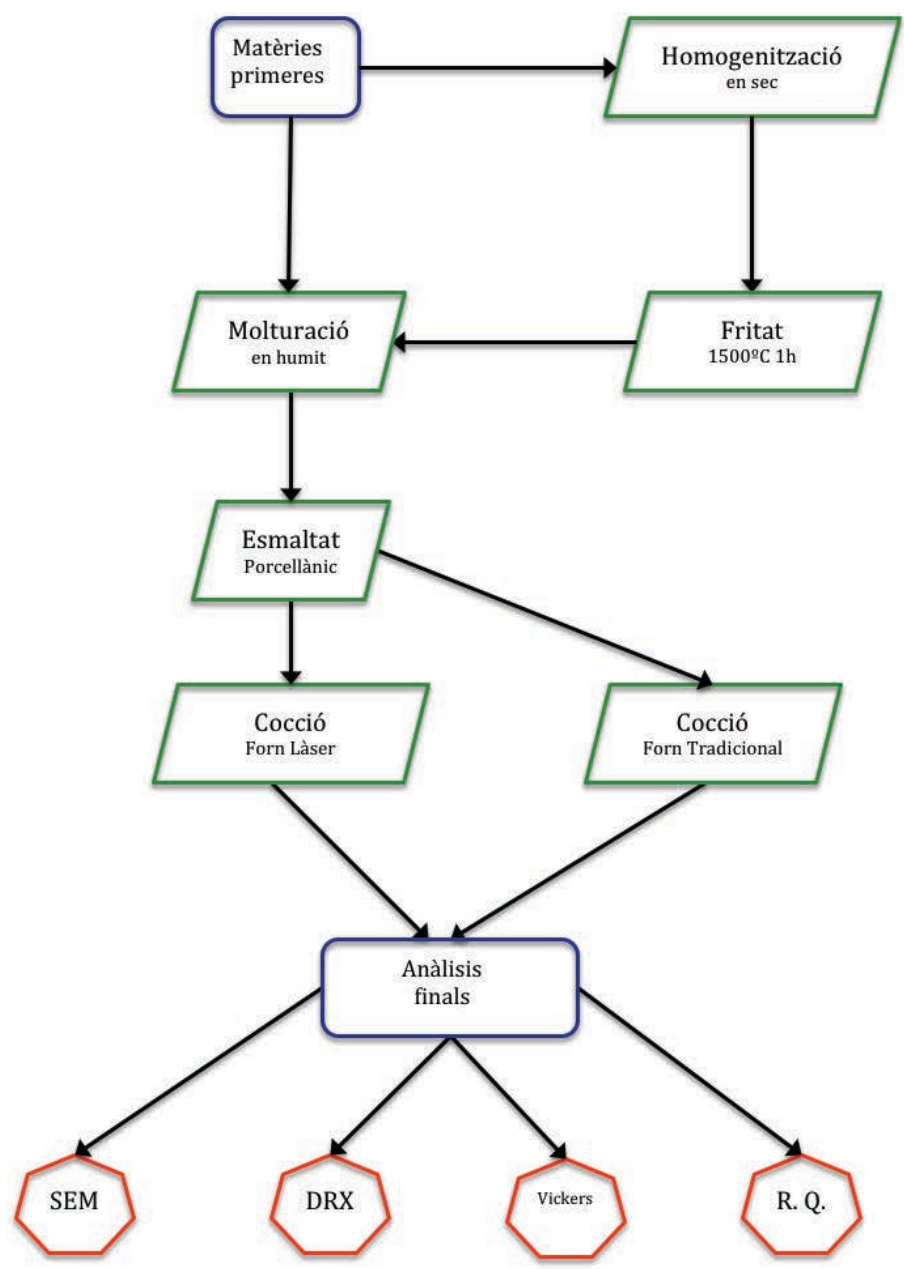 Matèries
primeres
Homogenització
en sec
Molturació
en humit
Fritat
1500ºC 1h
Esmaltat
Porcellànic
Cocció
Forn Làser
Cocció
Forn Tradicional
Anàlisis
finals
SEM
DRX
Vickers
R. Q.